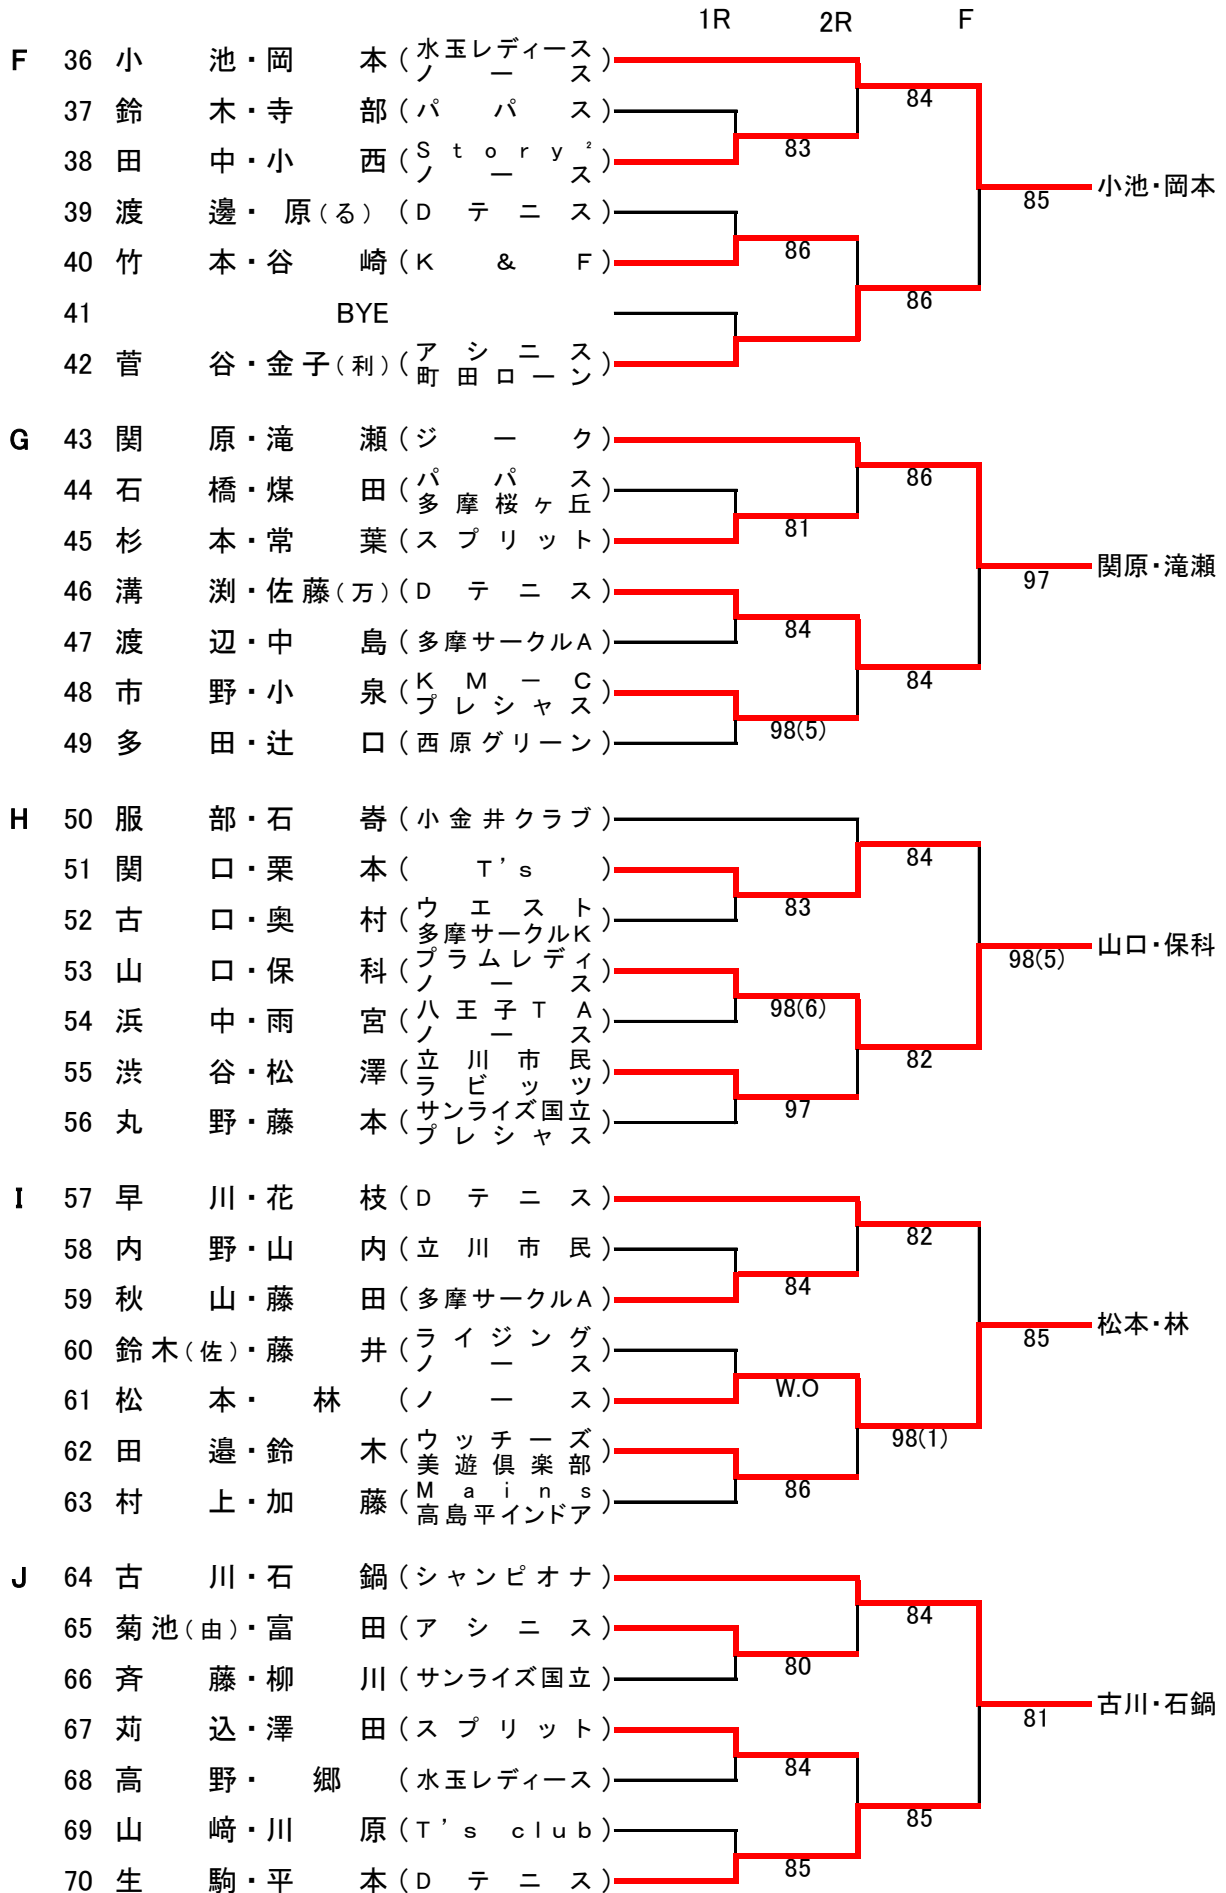 1R 2R F
F 36 小池・岡本(水玉レディース ノース)
84
37 鈴木・寺部(パパス)
83
38 田中・小西(Story² ノース)
85 小池・岡本
39 渡邊・原(る)(Dテニス)
86
40 竹本・谷崎(K & F)
86
41 BYE
42 菅谷・金子(利)(アシニス 町田ローン)
G 43 関原・滝瀬(ジーク)
86
44 石橋・煤田(パパス 多摩桜ヶ丘)
81
45 杉本・常葉(スプリット)
97 関原・滝瀬
46 溝渕・佐藤(万)(Dテニス)
84
47 渡辺・中島(多摩サークルA)
84
48 市野・小泉(KMーC プレシャス)
98(5)
49 多田・辻口(西原グリーン)
H 50 服部・石嵜(小金井クラブ)
84
51 関口・栗本(T's)
83
52 古口・奥村(ウエスト 多摩サークルK)
98(5) 山口・保科
53 山口・保科(プラムレディ ノース)
98(6)
54 浜中・雨宮(八王子TA ノース)
82
55 渋谷・松澤(立川市民 ラビッツ)
97
56 丸野・藤本(サンライズ国立 プレシャス)
I 57 早川・花枝(Dテニス)
82
58 内野・山内(立川市民)
84
59 秋山・藤田(多摩サークルA)
85 松本・林
60 鈴木(佐)・藤井(ライジング ノース)
W.O
61 松本・林(ノース)
98(1)
62 田邉・鈴木(ウッチーズ 美遊倶楽部)
86
63 村上・加藤(Mains 高島平インドア)
J 64 古川・石鍋(シャンピオナ)
84
65 菊池(由)・富田(アシニス)
80
66 斉藤・柳川(サンライズ国立)
81 古川・石鍋
67 苅込・澤田(スプリット)
84
68 高野・郷(水玉レディース)
85
69 山﨑・川原(T's club)
85
70 生駒・平本(Dテニス)